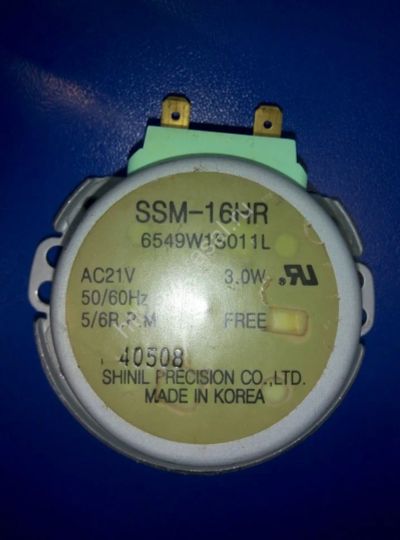 SSM-16HR
6549W1S011L
AC21V 3.0W
50/60Hz
5/6R.P.M FREE
40508
SHINIL PRECISION CO.,LTD.
MADE IN KOREA